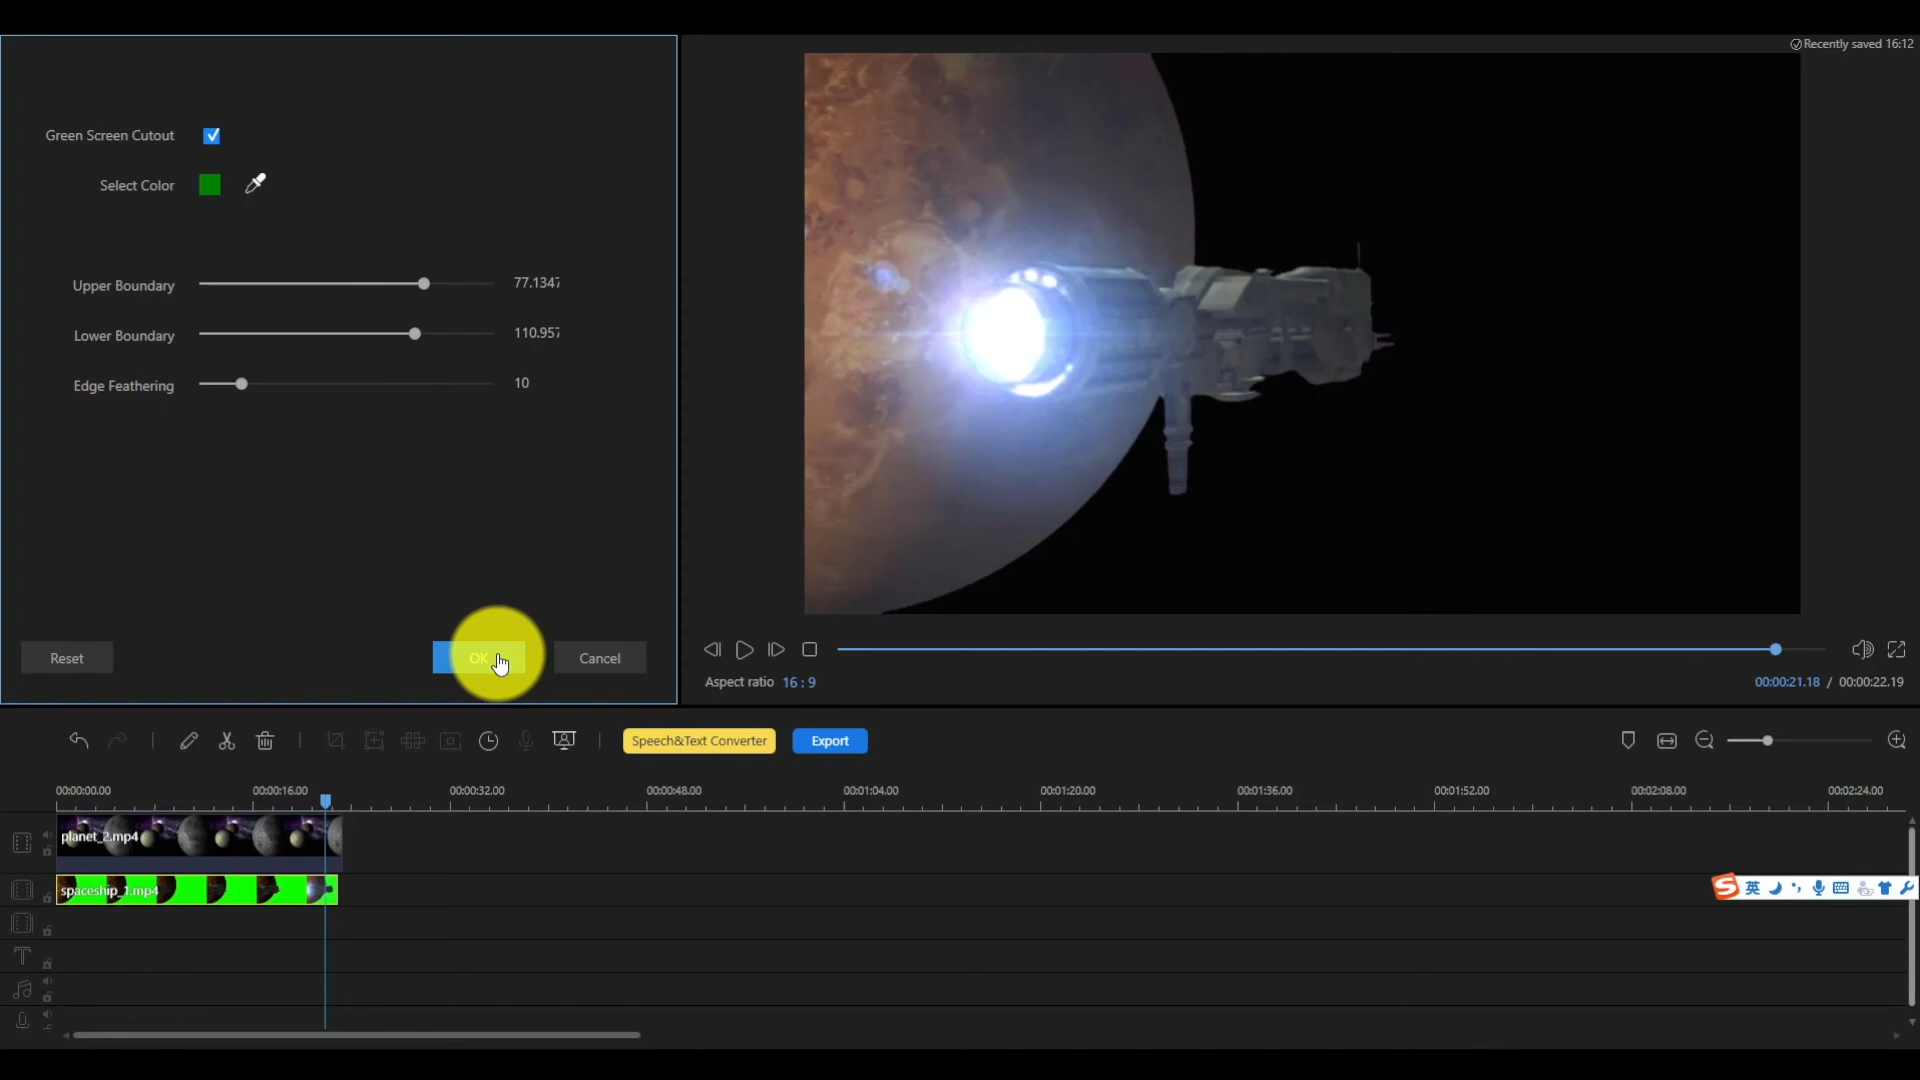 Recently saved 16:12
Green Screen Cutout
Select Color
Upper Boundary 77.1347
Lower Boundary 110.957
Edge Feathering 10
Reset OK Cancel
Aspect ratio 16 : 9
00:00:21.18 / 00:00:22.19
Speech&Text Converter Export
00:00:00.00 00:00:16.00 00:00:32.00 00:00:48.00 00:01:04.00 00:01:20.00 00:01:36.00 00:01:52.00 00:02:08.00 00:02:24.00
planet_2.mp4
spaceship_1.mp4
英